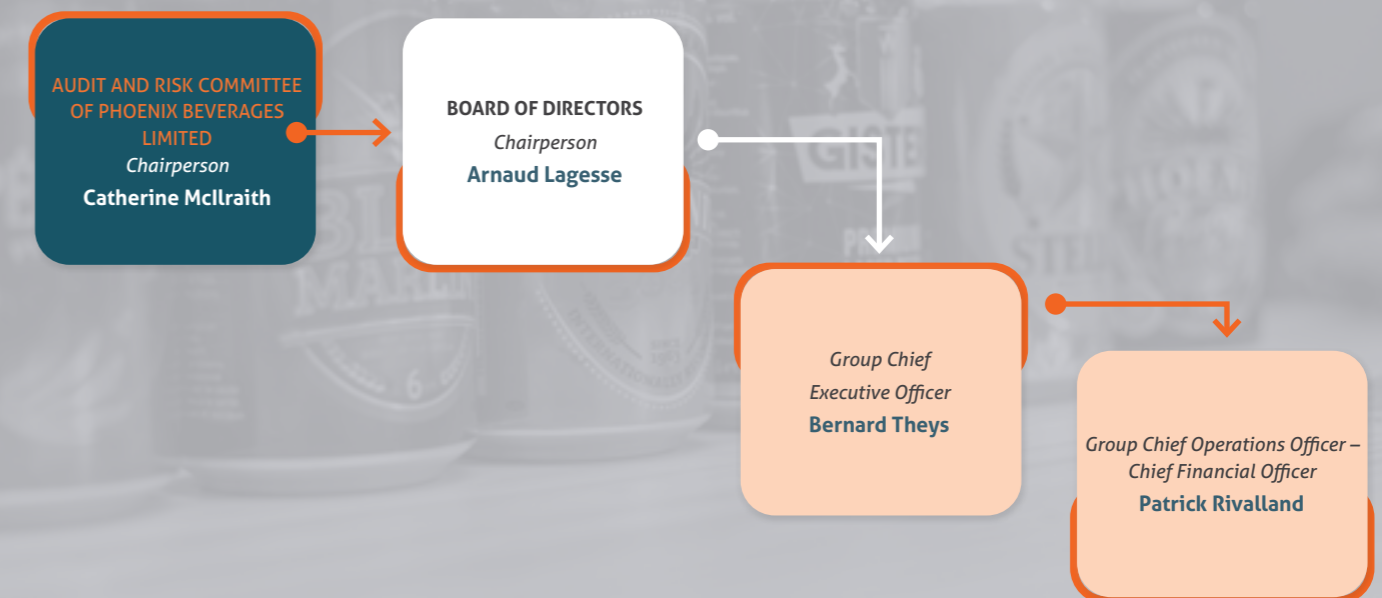 AUDIT AND RISK COMMITTEE
OF PHOENIX BEVERAGES
LIMITED
Chairperson
Catherine McIlraith
BOARD OF DIRECTORS
Chairperson
Arnaud Lagesse
Group Chief
Executive Officer
Bernard Theys
Group Chief Operations Officer –
Chief Financial Officer
Patrick Rivalland